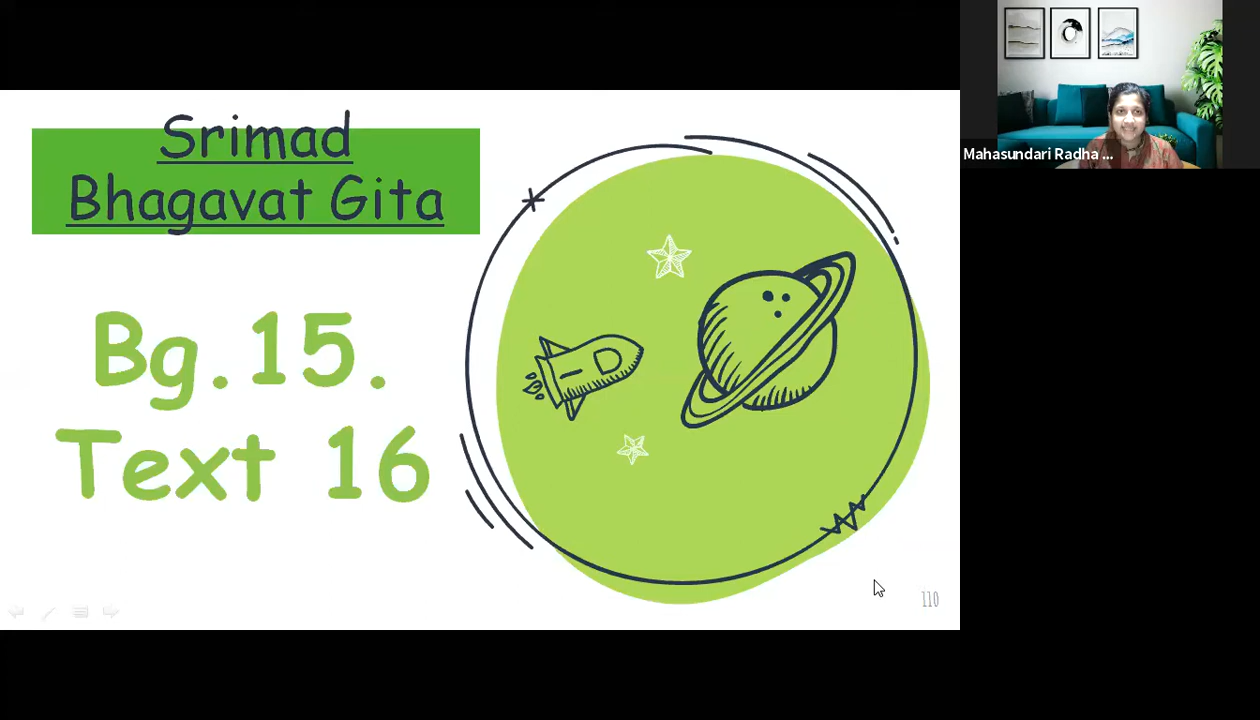 Srimad
Bhagavat Gita
Bg.15.
Text 16
110
Mahasundari Radha ...